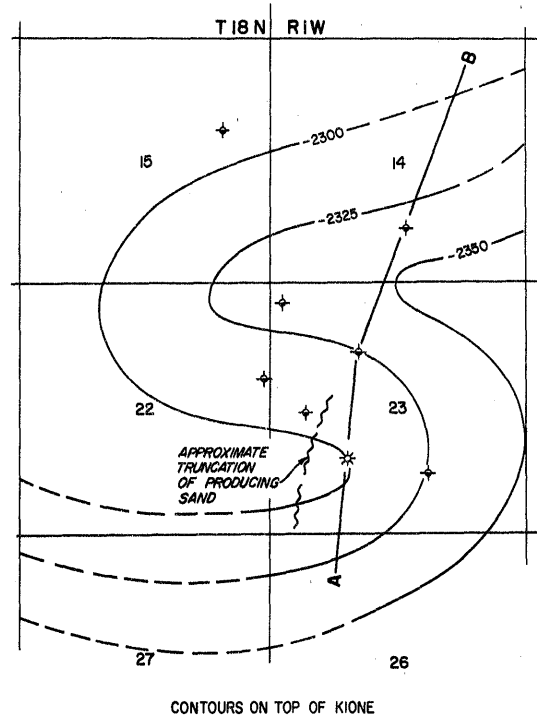 T18N R1W
B
-2300
15
14
-2325
-2350
22
23
APPROXIMATE
TRUNCATION
OF PRODUCING
SAND
A
27
26
CONTOURS ON TOP OF KIONE